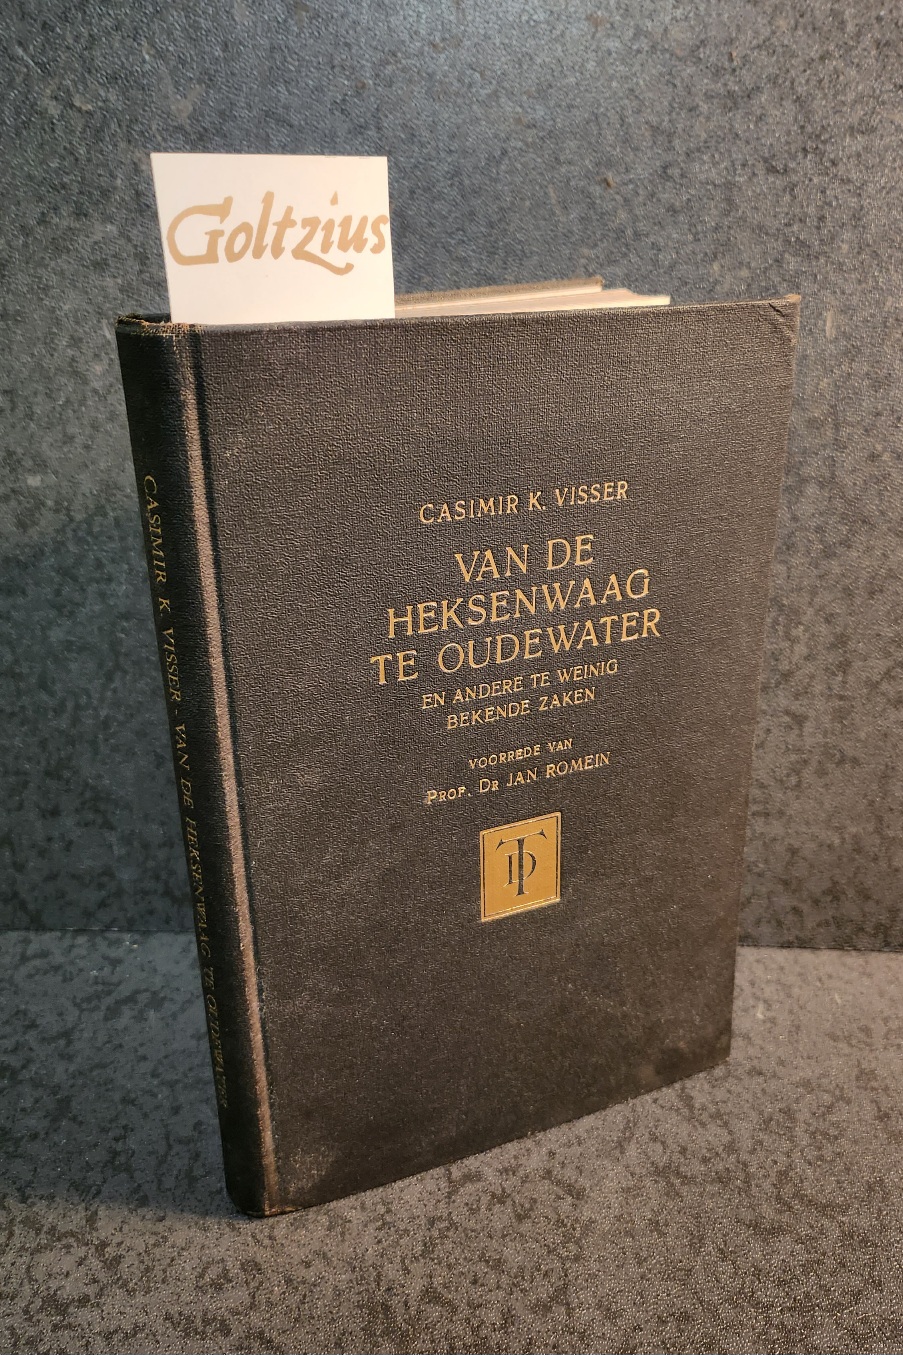 Goltzius
CASIMIR K. VISSER
VAN DE
HEKSENWAAG
TE OUDEWATER
EN ANDERE TE WEINIG
BEKENDE ZAKEN
VOORREDE VAN
PROF. DR JAN ROMEIN
TD
CASIMIR K. VISSER - VAN DE HEKSENWAAG TE OUDEWATER